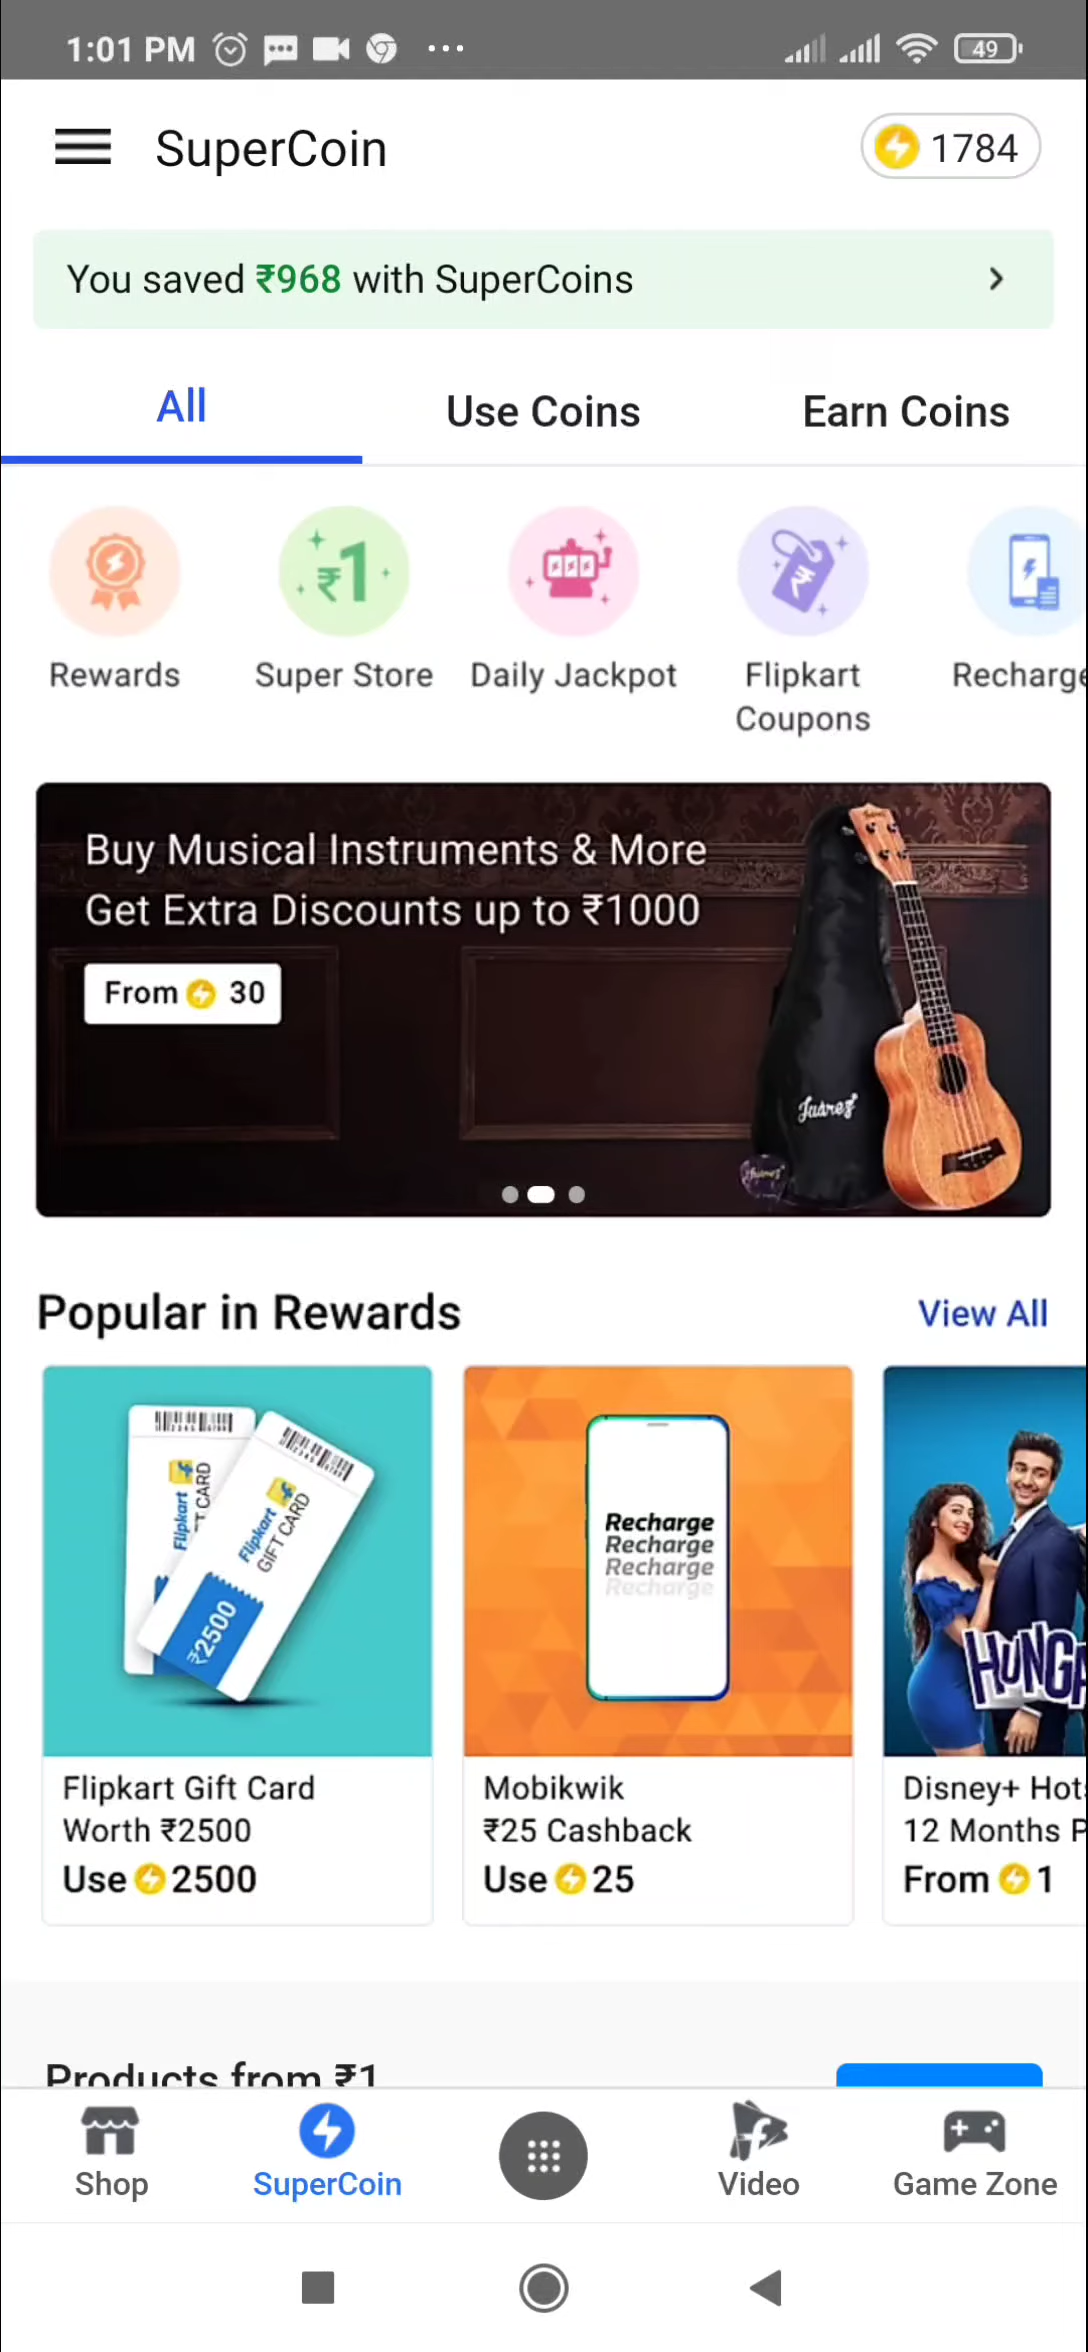 1:01 PM
49
SuperCoin
1784
You saved ₹968 with SuperCoins
All
Use Coins
Earn Coins
₹1
₹
Rewards
Super Store
Daily Jackpot
Flipkart
Coupons
Recharge
Buy Musical Instruments & More
Get Extra Discounts up to ₹1000
From 30
Juarez
Popular in Rewards
View All
Flipkart
T CARD
Flipkart
GIFT CARD
₹2500
Recharge
Recharge
Recharge
Recharge
HUNGA
Flipkart Gift Card
Worth ₹2500
Use 2500
Mobikwik
₹25 Cashback
Use 25
Disney+ Hot
12 Months P
From 1
Products from ₹1
Shop
SuperCoin
Video
Game Zone